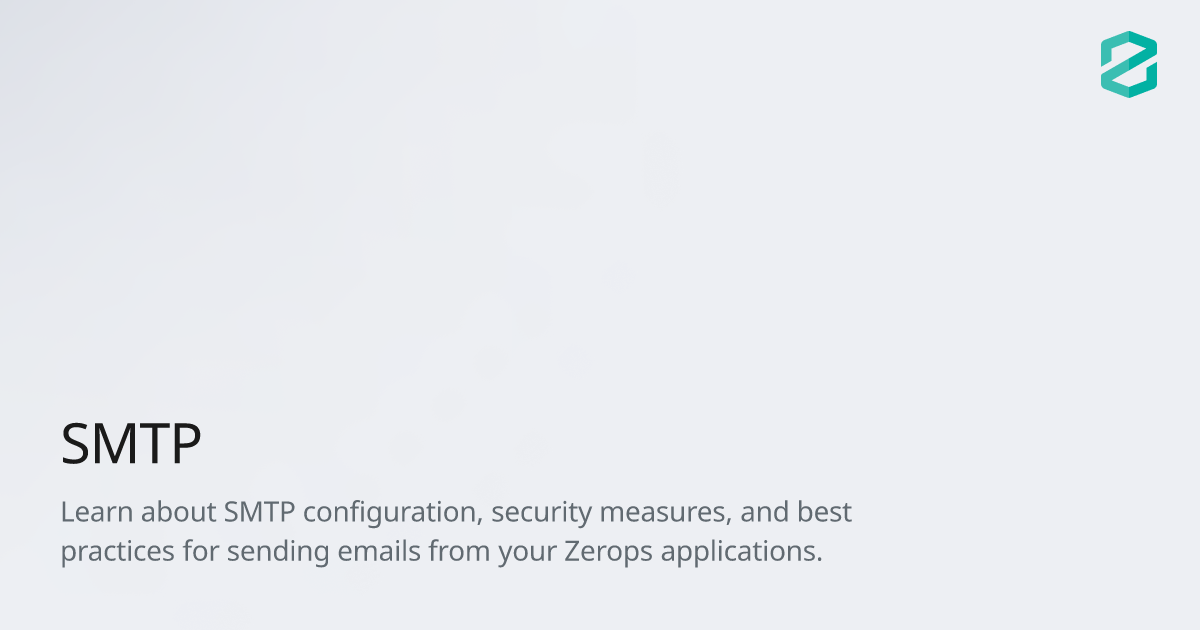 SMTP
Learn about SMTP configuration, security measures, and best
practices for sending emails from your Zerops applications.